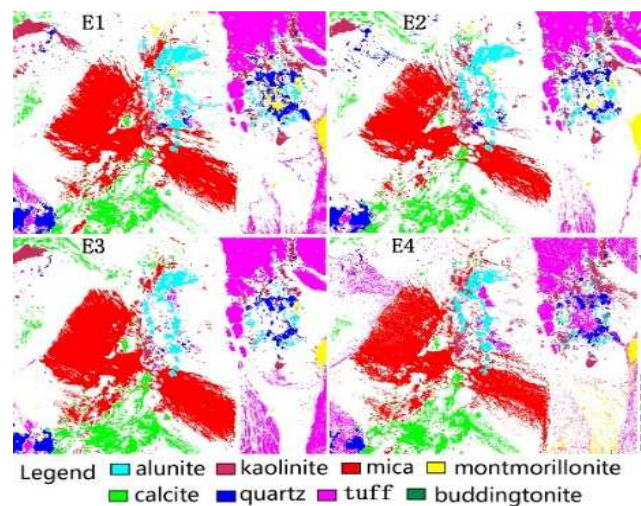 E1 E2
E3 E4
Legend alunite kaolinite mica montmorillonite
calcite quartz tuff buddingtonite